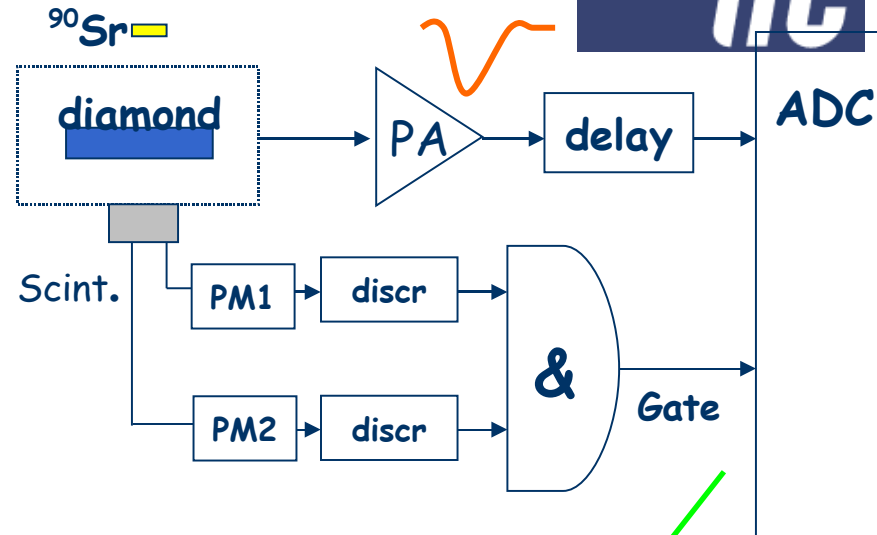 ⁹⁰Sr
diamond
PA
delay
ADC
Scint.
PM1
discr
&
Gate
PM2
discr